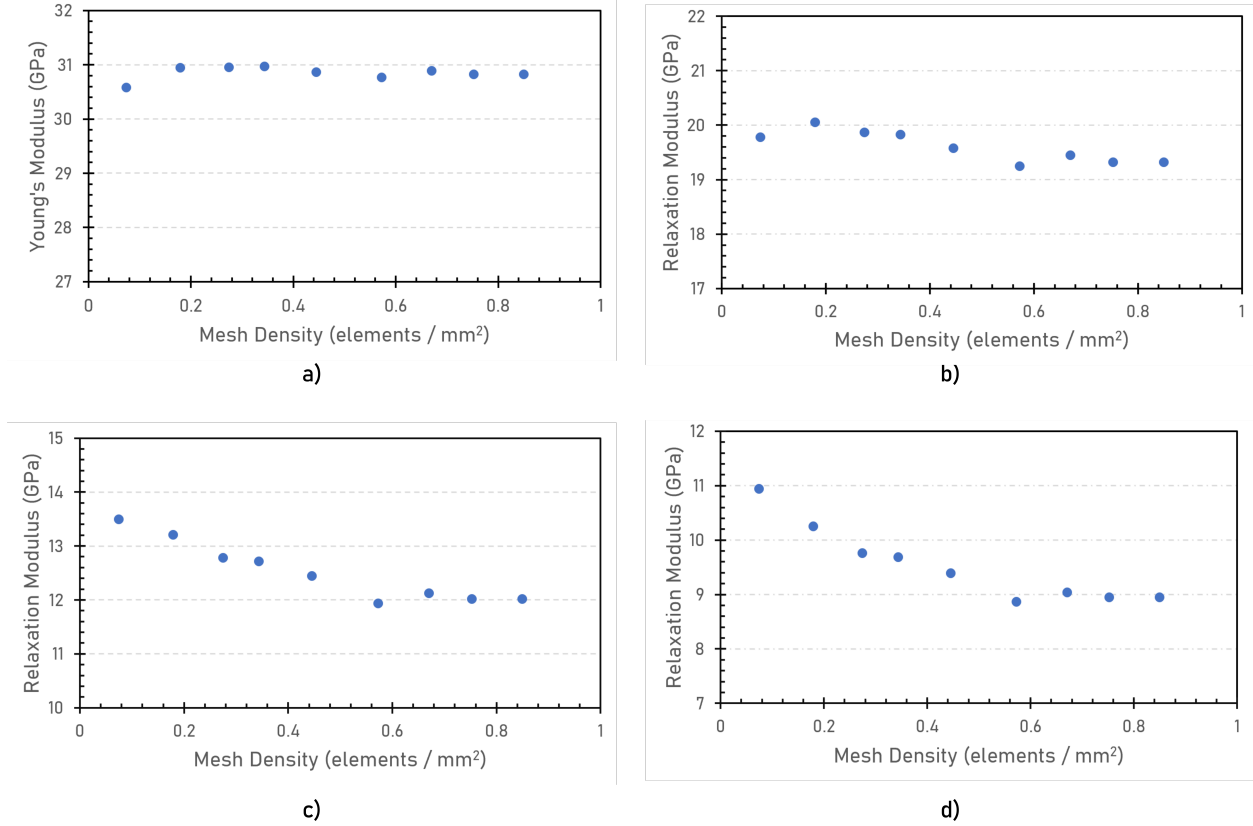 32
31
30
29
28
27
Young's Modulus (GPa)
0 0.2 0.4 0.6 0.8 1
Mesh Density (elements / mm²)
a)
22
21
20
19
18
17
Relaxation Modulus (GPa)
0 0.2 0.4 0.6 0.8 1
Mesh Density (elements / mm²)
b)
15
14
13
12
11
10
Relaxation Modulus (GPa)
0 0.2 0.4 0.6 0.8 1
Mesh Density (elements / mm²)
c)
12
11
10
9
8
7
Relaxation Modulus (GPa)
0 0.2 0.4 0.6 0.8 1
Mesh Density (elements / mm²)
d)